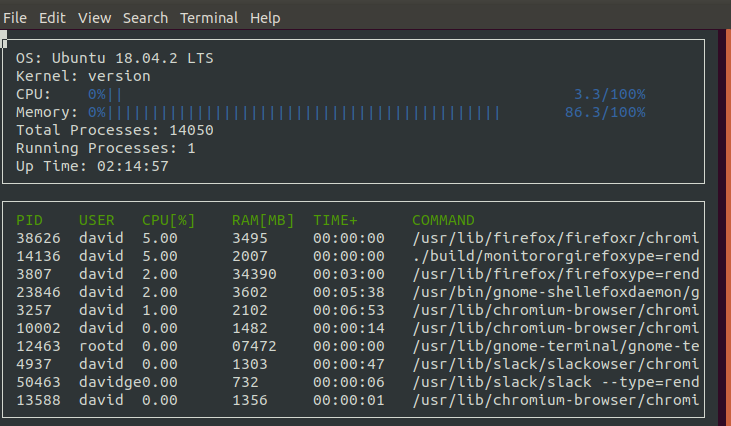 File Edit View Search Terminal Help
OS: Ubuntu 18.04.2 LTS
Kernel: version
CPU: 0%|| 3.3/100%
Memory: 0%|||||||||||||||||||||||||||||||||||||||||||| 86.3/100%
Total Processes: 14050
Running Processes: 1
Up Time: 02:14:57
PID USER CPU[%] RAM[MB] TIME+ COMMAND
38626 david 5.00 3495 00:00:00 /usr/lib/firefox/firefoxr/chromi
14136 david 5.00 2007 00:00:00 ./build/monitororgirefoxype=rend
3807 david 2.00 34390 00:03:00 /usr/lib/firefox/firefoxype=rend
23846 david 2.00 3602 00:05:38 /usr/bin/gnome-shellefoxdaemon/g
3257 david 1.00 2102 00:06:53 /usr/lib/chromium-browser/chromi
10002 david 0.00 1482 00:00:14 /usr/lib/chromium-browser/chromi
12463 rootd 0.00 07472 00:00:00 /usr/lib/gnome-terminal/gnome-te
4937 david 0.00 1303 00:00:47 /usr/lib/slack/slackowser/chromi
50463 davidge0.00 732 00:00:06 /usr/lib/slack/slack --type=rend
13588 david 0.00 1356 00:00:01 /usr/lib/chromium-browser/chromi